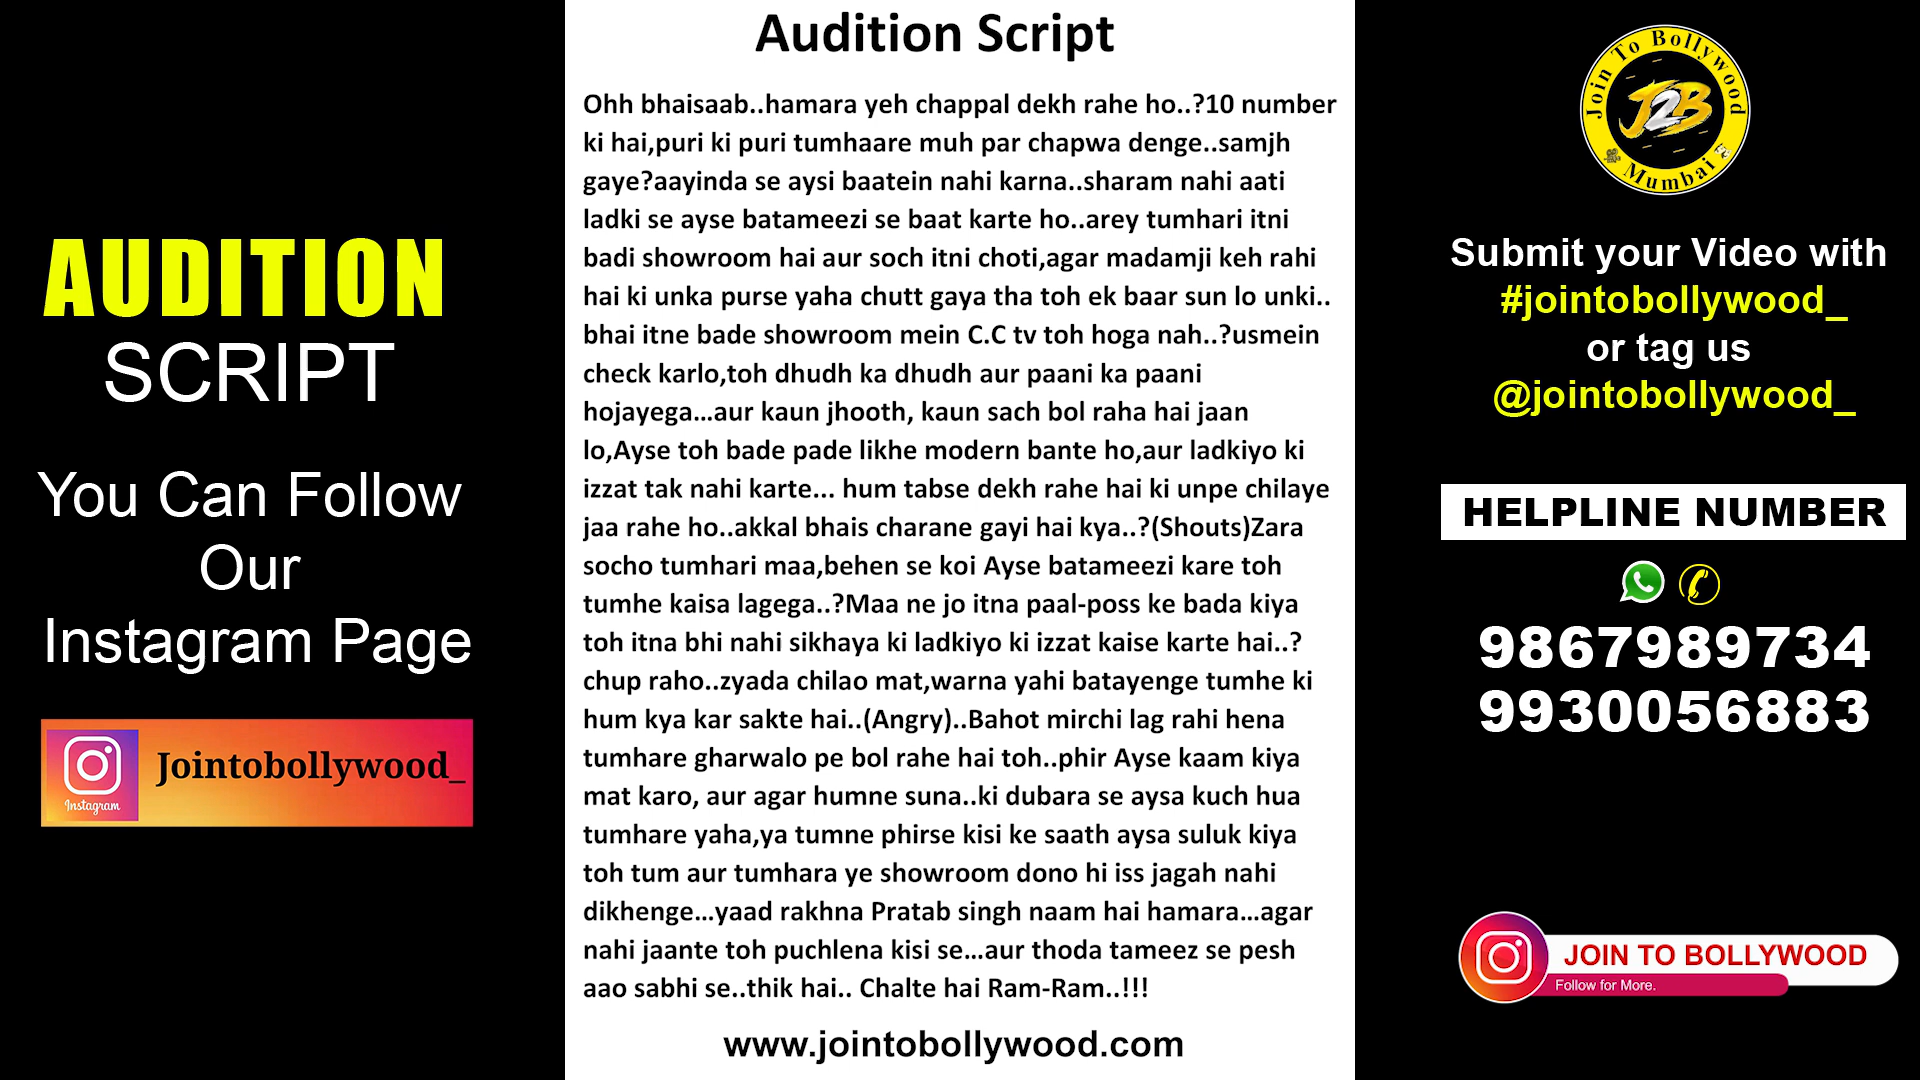 AUDITION
SCRIPT
You Can Follow
Our
Instagram Page
Instagram
Jointobollywood_
Audition Script
Ohh bhaisaab..hamara yeh chappal dekh rahe ho..?10 number
ki hai,puri ki puri tumhaare muh par chapwa denge..samjh
gaye?aayinda se aysi baatein nahi karna..sharam nahi aati
ladki se ayse batameezi se baat karte ho..arey tumhari itni
badi showroom hai aur soch itni choti,agar madamji keh rahi
hai ki unka purse yaha chutt gaya tha toh ek baar sun lo unki..
bhai itne bade showroom mein C.C tv toh hoga nah..?usmein
check karlo,toh dhudh ka dhudh aur paani ka paani
hojayega...aur kaun jhooth, kaun sach bol raha hai jaan
lo,Ayse toh bade pade likhe modern bante ho,aur ladkiyo ki
izzat tak nahi karte... hum tabse dekh rahe hai ki unpe chilaye
jaa rahe ho..akkal bhais charane gayi hai kya..?(Shouts)Zara
socho tumhari maa,behen se koi Ayse batameezi kare toh
tumhe kaisa lagega..?Maa ne jo itna paal-poss ke bada kiya
toh itna bhi nahi sikhaya ki ladkiyo ki izzat kaise karte hai..?
chup raho..zyada chilao mat,warna yahi batayenge tumhe ki
hum kya kar sakte hai..(Angry)..Bahot mirchi lag rahi hena
tumhare gharwalo pe bol rahe hai toh..phir Ayse kaam kiya
mat karo, aur agar humne suna..ki dubara se aysa kuch hua
tumhare yaha,ya tumne phirse kisi ke saath aysa suluk kiya
toh tum aur tumhara ye showroom dono hi iss jagah nahi
dikhenge...yaad rakhna Pratab singh naam hai hamara...agar
nahi jaante toh puchlena kisi se...aur thoda tameez se pesh
aao sabhi se..thik hai.. Chalte hai Ram-Ram..!!!
www.jointobollywood.com
Join To Bollywood
J2B
Mumbai
Submit your Video with
#jointobollywood_
or tag us
@jointobollywood_
HELPLINE NUMBER
9867989734
9930056883
JOIN TO BOLLYWOOD
Follow for More.